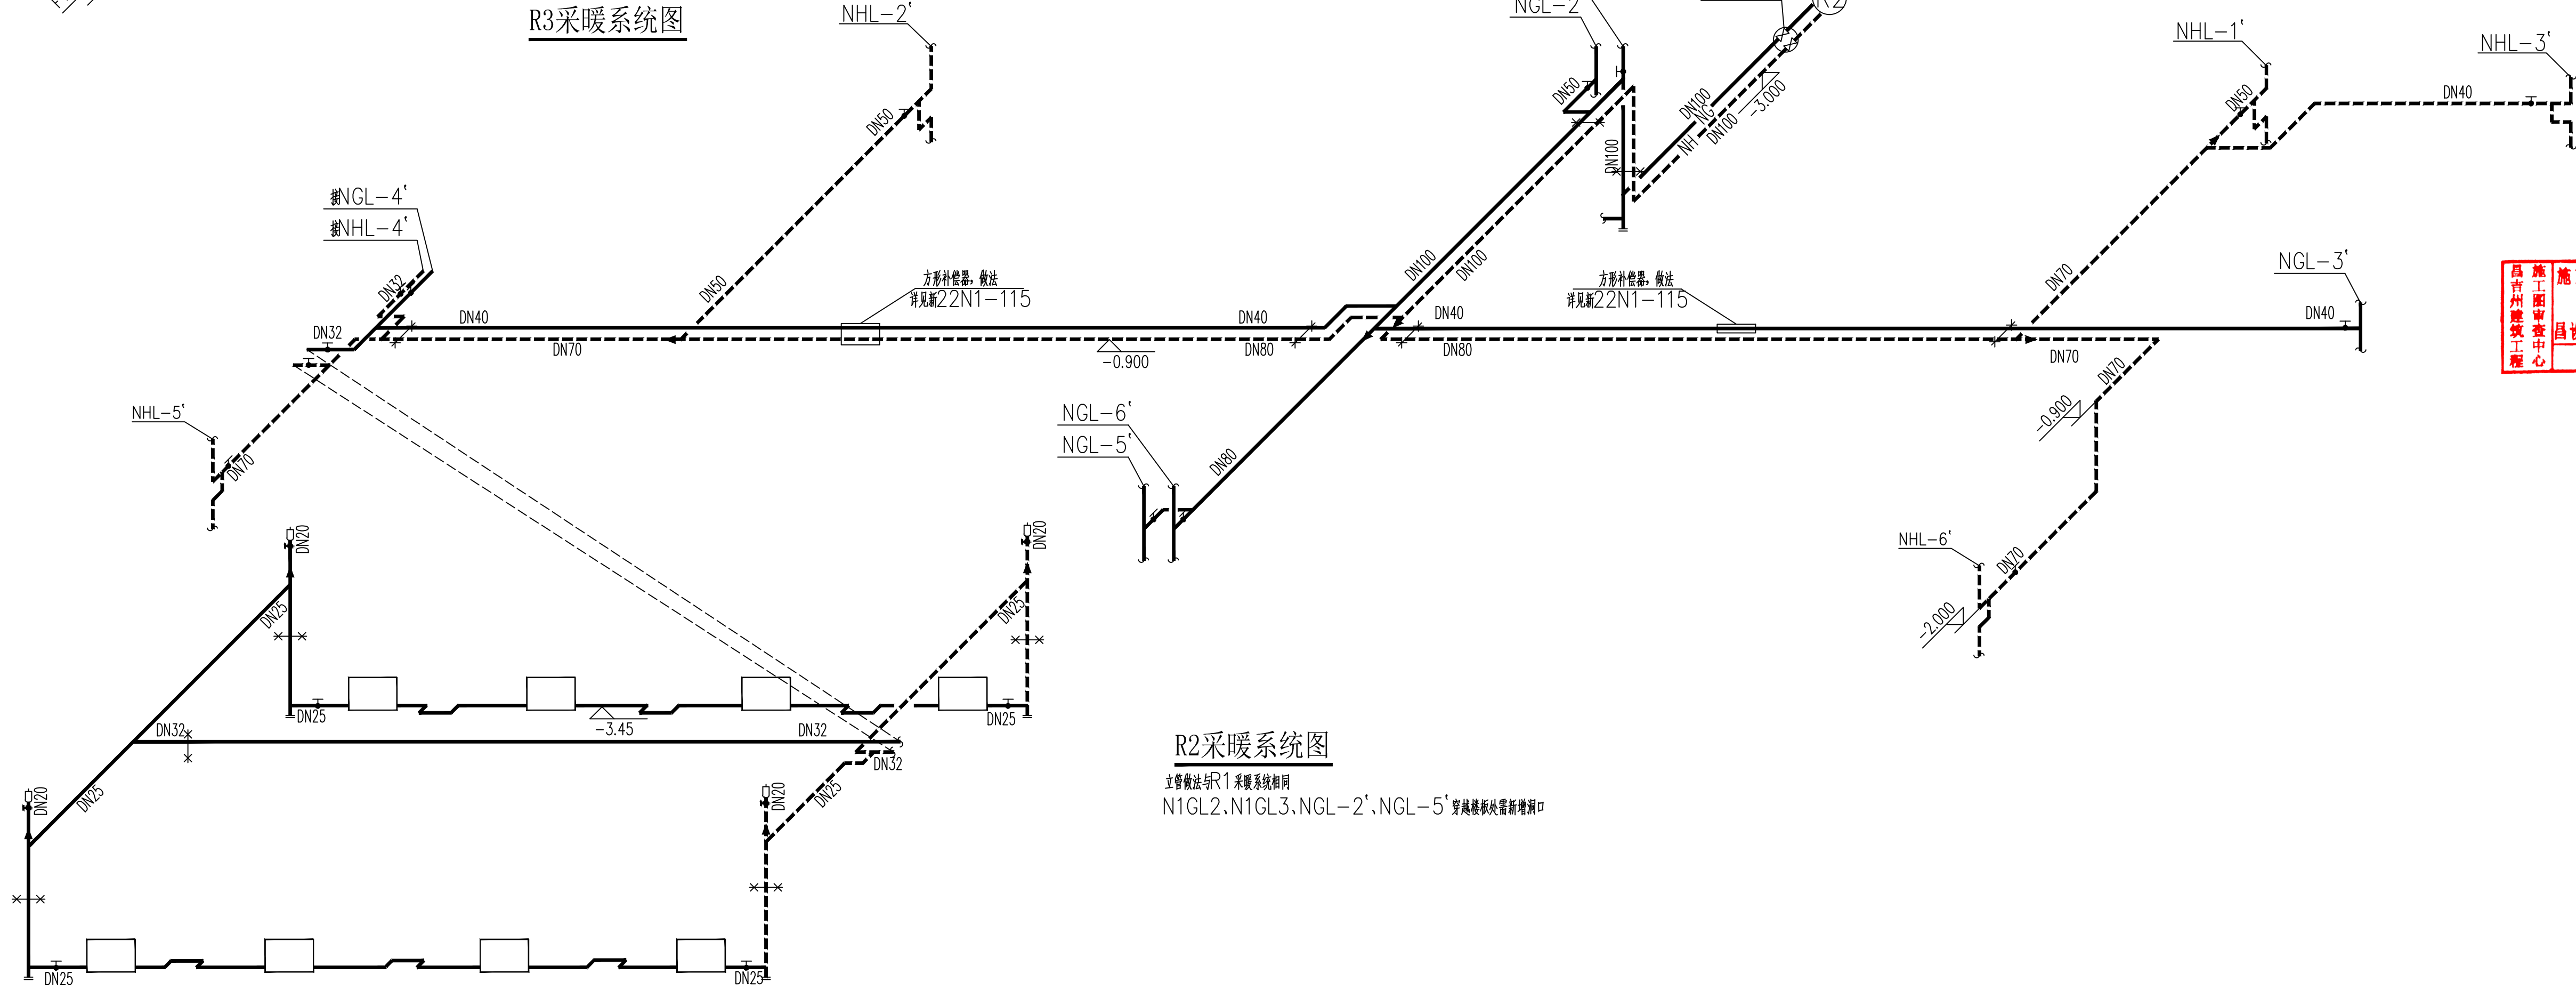 R3采暖系统图
NHL-2‘
NGL-2
R2
NHL-1‘
NHL-3‘
DN50
DN50
DN100
NG
NH
DN100
-3.000
DN100
DN50
DN40
接NGL-4‘
接NHL-4‘
DN32
DN50
方形补偿器，做法
详见新22N1-115
DN100
DN100
方形补偿器，做法
详见新22N1-115
DN70
NGL-3‘
昌吉州建筑工程
施工图审查中心
施
DN32
DN40
DN70
DN40
DN80
-0.900
DN40
DN80
DN70
DN40
DN70
-0.900
NHL-5‘
DN70
NGL-6‘
NGL-5‘
DN80
NHL-6‘
DN70
-2.000
DN20
DN20
DN25
DN25
DN25
-3.45
DN25
DN32
DN32
DN32
R2采暖系统图
立管做法与R1采暖系统相同
N1GL2、N1GL3、NGL-2‘、NGL-5‘穿越楼板处需新增洞口
DN20
DN25
DN20
DN25
DN25
DN25